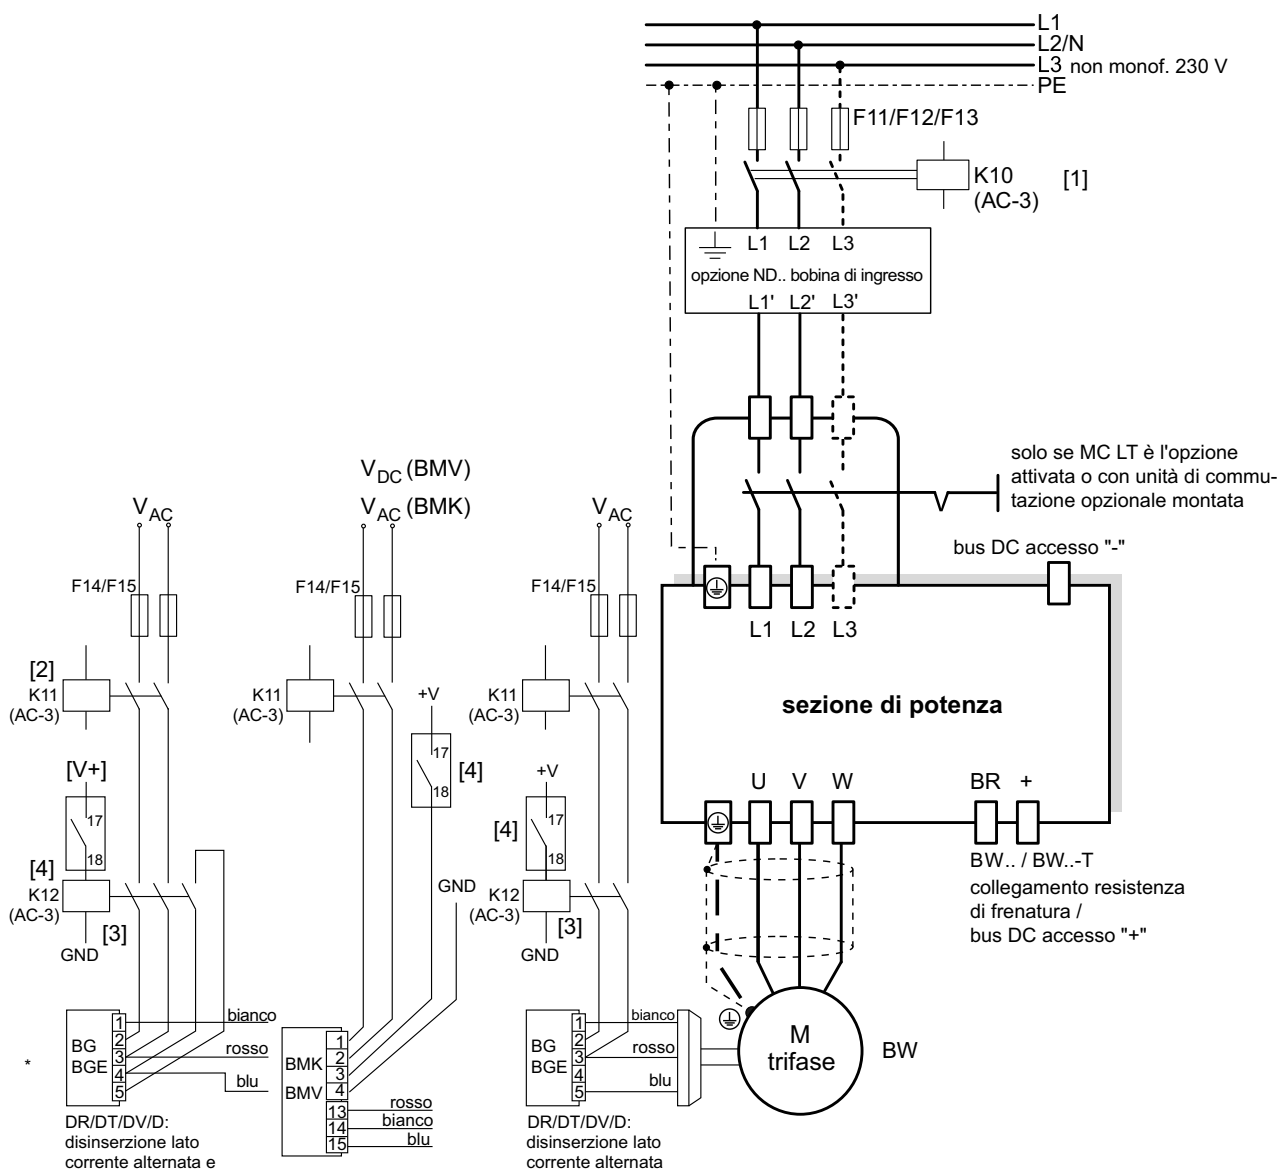 L1
L2/N
L3 non monof. 230 V
PE
F11/F12/F13
K10
(AC-3)
[1]
L1 L2 L3
opzione ND.. bobina di ingresso
L1' L2' L3'
solo se MC LT è l'opzione
attivata o con unità di commu-
tazione opzionale montata
bus DC accesso "-"
L1 L2 L3
sezione di potenza
U V W BR +
BW.. / BW..-T
collegamento resistenza
di frenatura /
bus DC accesso "+"
M
trifase
BW
VAC
F14/F15
[2]
K11
(AC-3)
[V+]
17
18
[4]
K12
(AC-3)
[3]
GND
BG
BGE
1
2
3
4
5
bianco
rosso
blu
*
DR/DT/DV/D:
disinserzione lato
corrente alternata e
VDC (BMV)
VAC (BMK)
F14/F15
K11
(AC-3)
+V
17
18
[4]
GND
BMK
BMV
1
2
3
4
13
14
15
rosso
bianco
blu
VAC
F14/F15
K11
(AC-3)
+V
17
18
[4]
K12
(AC-3)
[3]
GND
BG
BGE
1
2
3
4
5
bianco
rosso
blu
DR/DT/DV/D:
disinserzione lato
corrente alternata